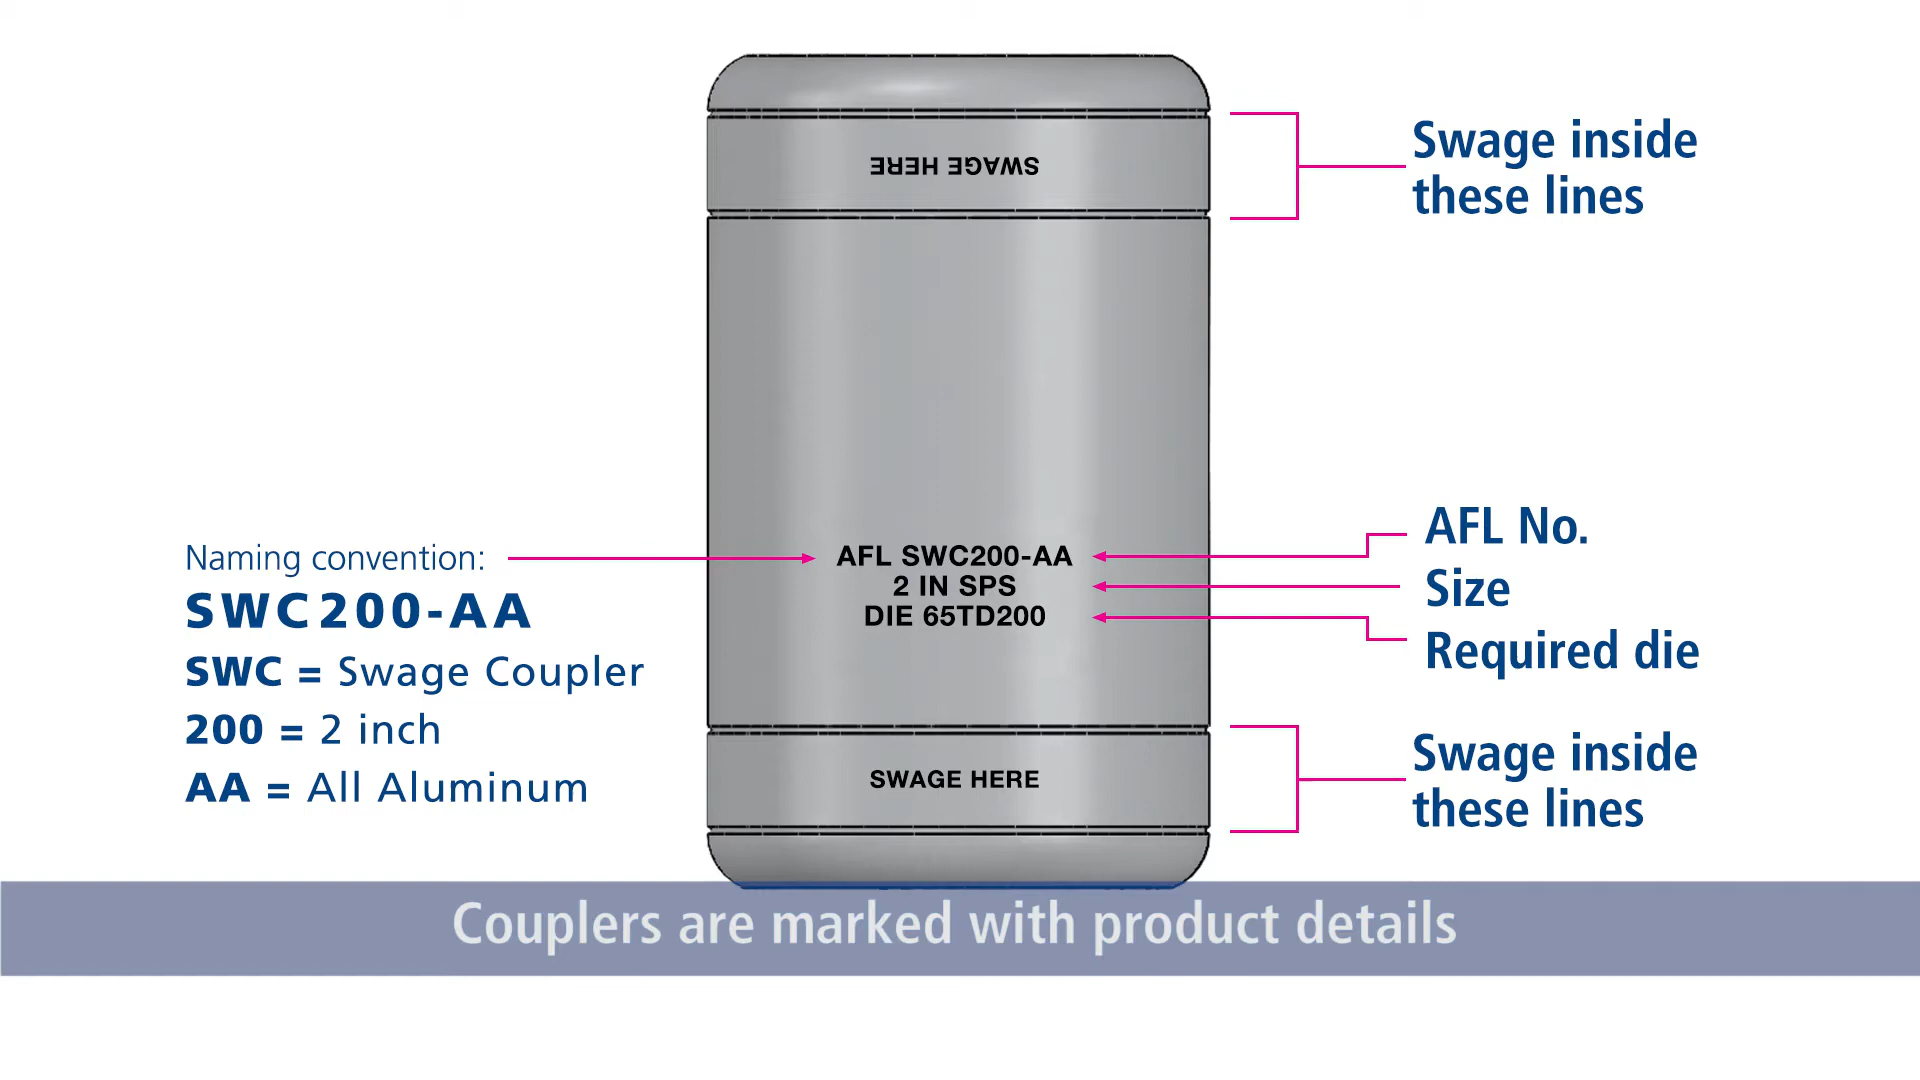 SWAGE HERE
Swage inside
these lines
Naming convention:
SWC200-AA
SWC = Swage Coupler
200 = 2 inch
AA = All Aluminum
AFL SWC200-AA
2 IN SPS
DIE 65TD200
AFL No.
Size
Required die
SWAGE HERE
Swage inside
these lines
Couplers are marked with product details